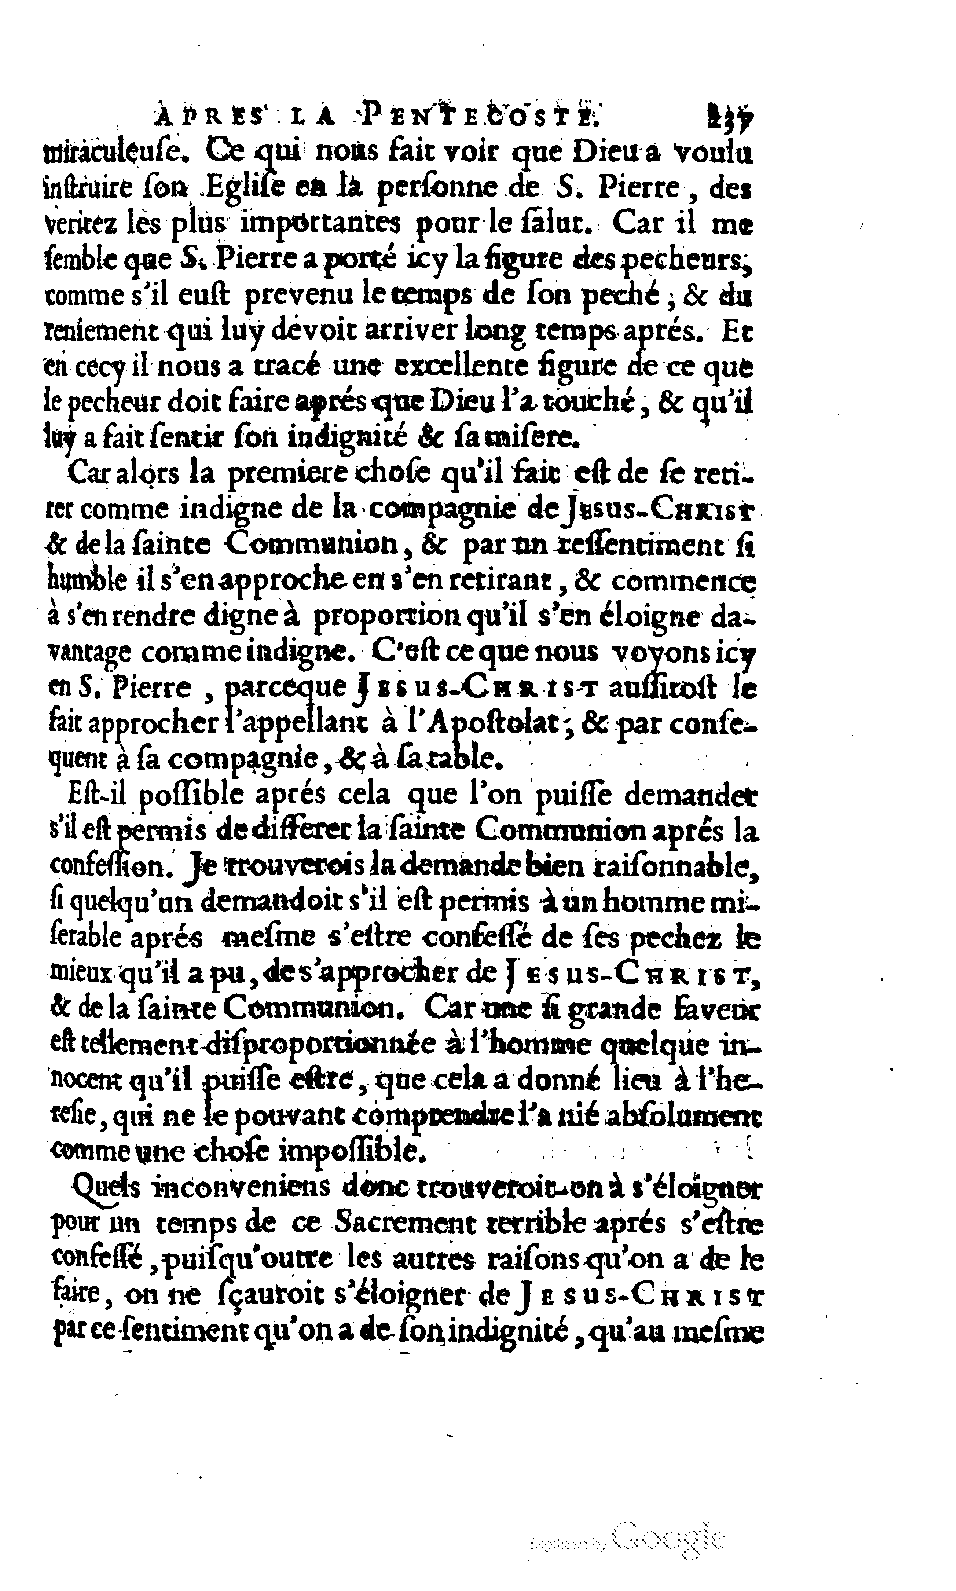 APRES LA PENTECOSTE. 237
miraculeuſe. Ce qui nous fait voir que Dieu a voulu
inſtruire ſon Egliſe en la perſonne de S. Pierre, des
veritez les plus importantes pour le ſalut. Car il me
ſemble que S. Pierre a porté icy la figure des pecheurs,
comme s'il euſt prevenu le temps de ſon peché, & du
reniement qui luy devoit arriver long temps aprés. Et
en cecy il nous a tracé une excellente figure de ce que
le pecheur doit faire aprés que Dieu l'a touché, & qu'il
luy a fait ſentir ſon indignité & ſa miſere.
Car alors la premiere choſe qu'il fait eſt de ſe reti-
rer comme indigne de la compagnie de JESUS-CHRIST
& de la ſainte Communion, & par un reſſentiment ſi
humble il s'en approche en s'en retirant, & commence
à s'en rendre digne à proportion qu'il s'en éloigne da-
vantage comme indigne. C'eſt ce que nous voyons icy
en S. Pierre, parceque JESUS-CHRIST auſſitoſt le
fait approcher l'appellant à l'Apoſtolat; & par conſe-
quent à ſa compagnie, & à ſa table.
Eſt-il poſſible aprés cela que l'on puiſſe demander
s'il eſt permis de differer la ſainte Communion aprés la
confeſſion. Je trouverois la demande bien raiſonnable,
ſi quelqu'un demandoit s'il eſt permis à un homme mi-
ſerable aprés meſme s'eſtre confeſſé de ſes pechez le
mieux qu'il a pu, de s'approcher de JESUS-CHRIST,
& de la ſainte Communion. Car une ſi grande faveur
eſt tellement diſproportionnée à l'homme quelque in-
nocent qu'il puiſſe eſtre, que cela a donné lieu à l'he-
reſie, qui ne le pouvant comprendre l'a nié abſolument
comme une choſe impoſſible.
Quels inconveniens donc trouveroit-on à s'éloigner
pour un temps de ce Sacrement terrible aprés s'eſtre
confeſſé, puiſqu'outre les autres raiſons qu'on a de le
faire, on ne ſçauroit s'éloigner de JESUS-CHRIST
par ce ſentiment qu'on a de ſon indignité, qu'au meſme
Google